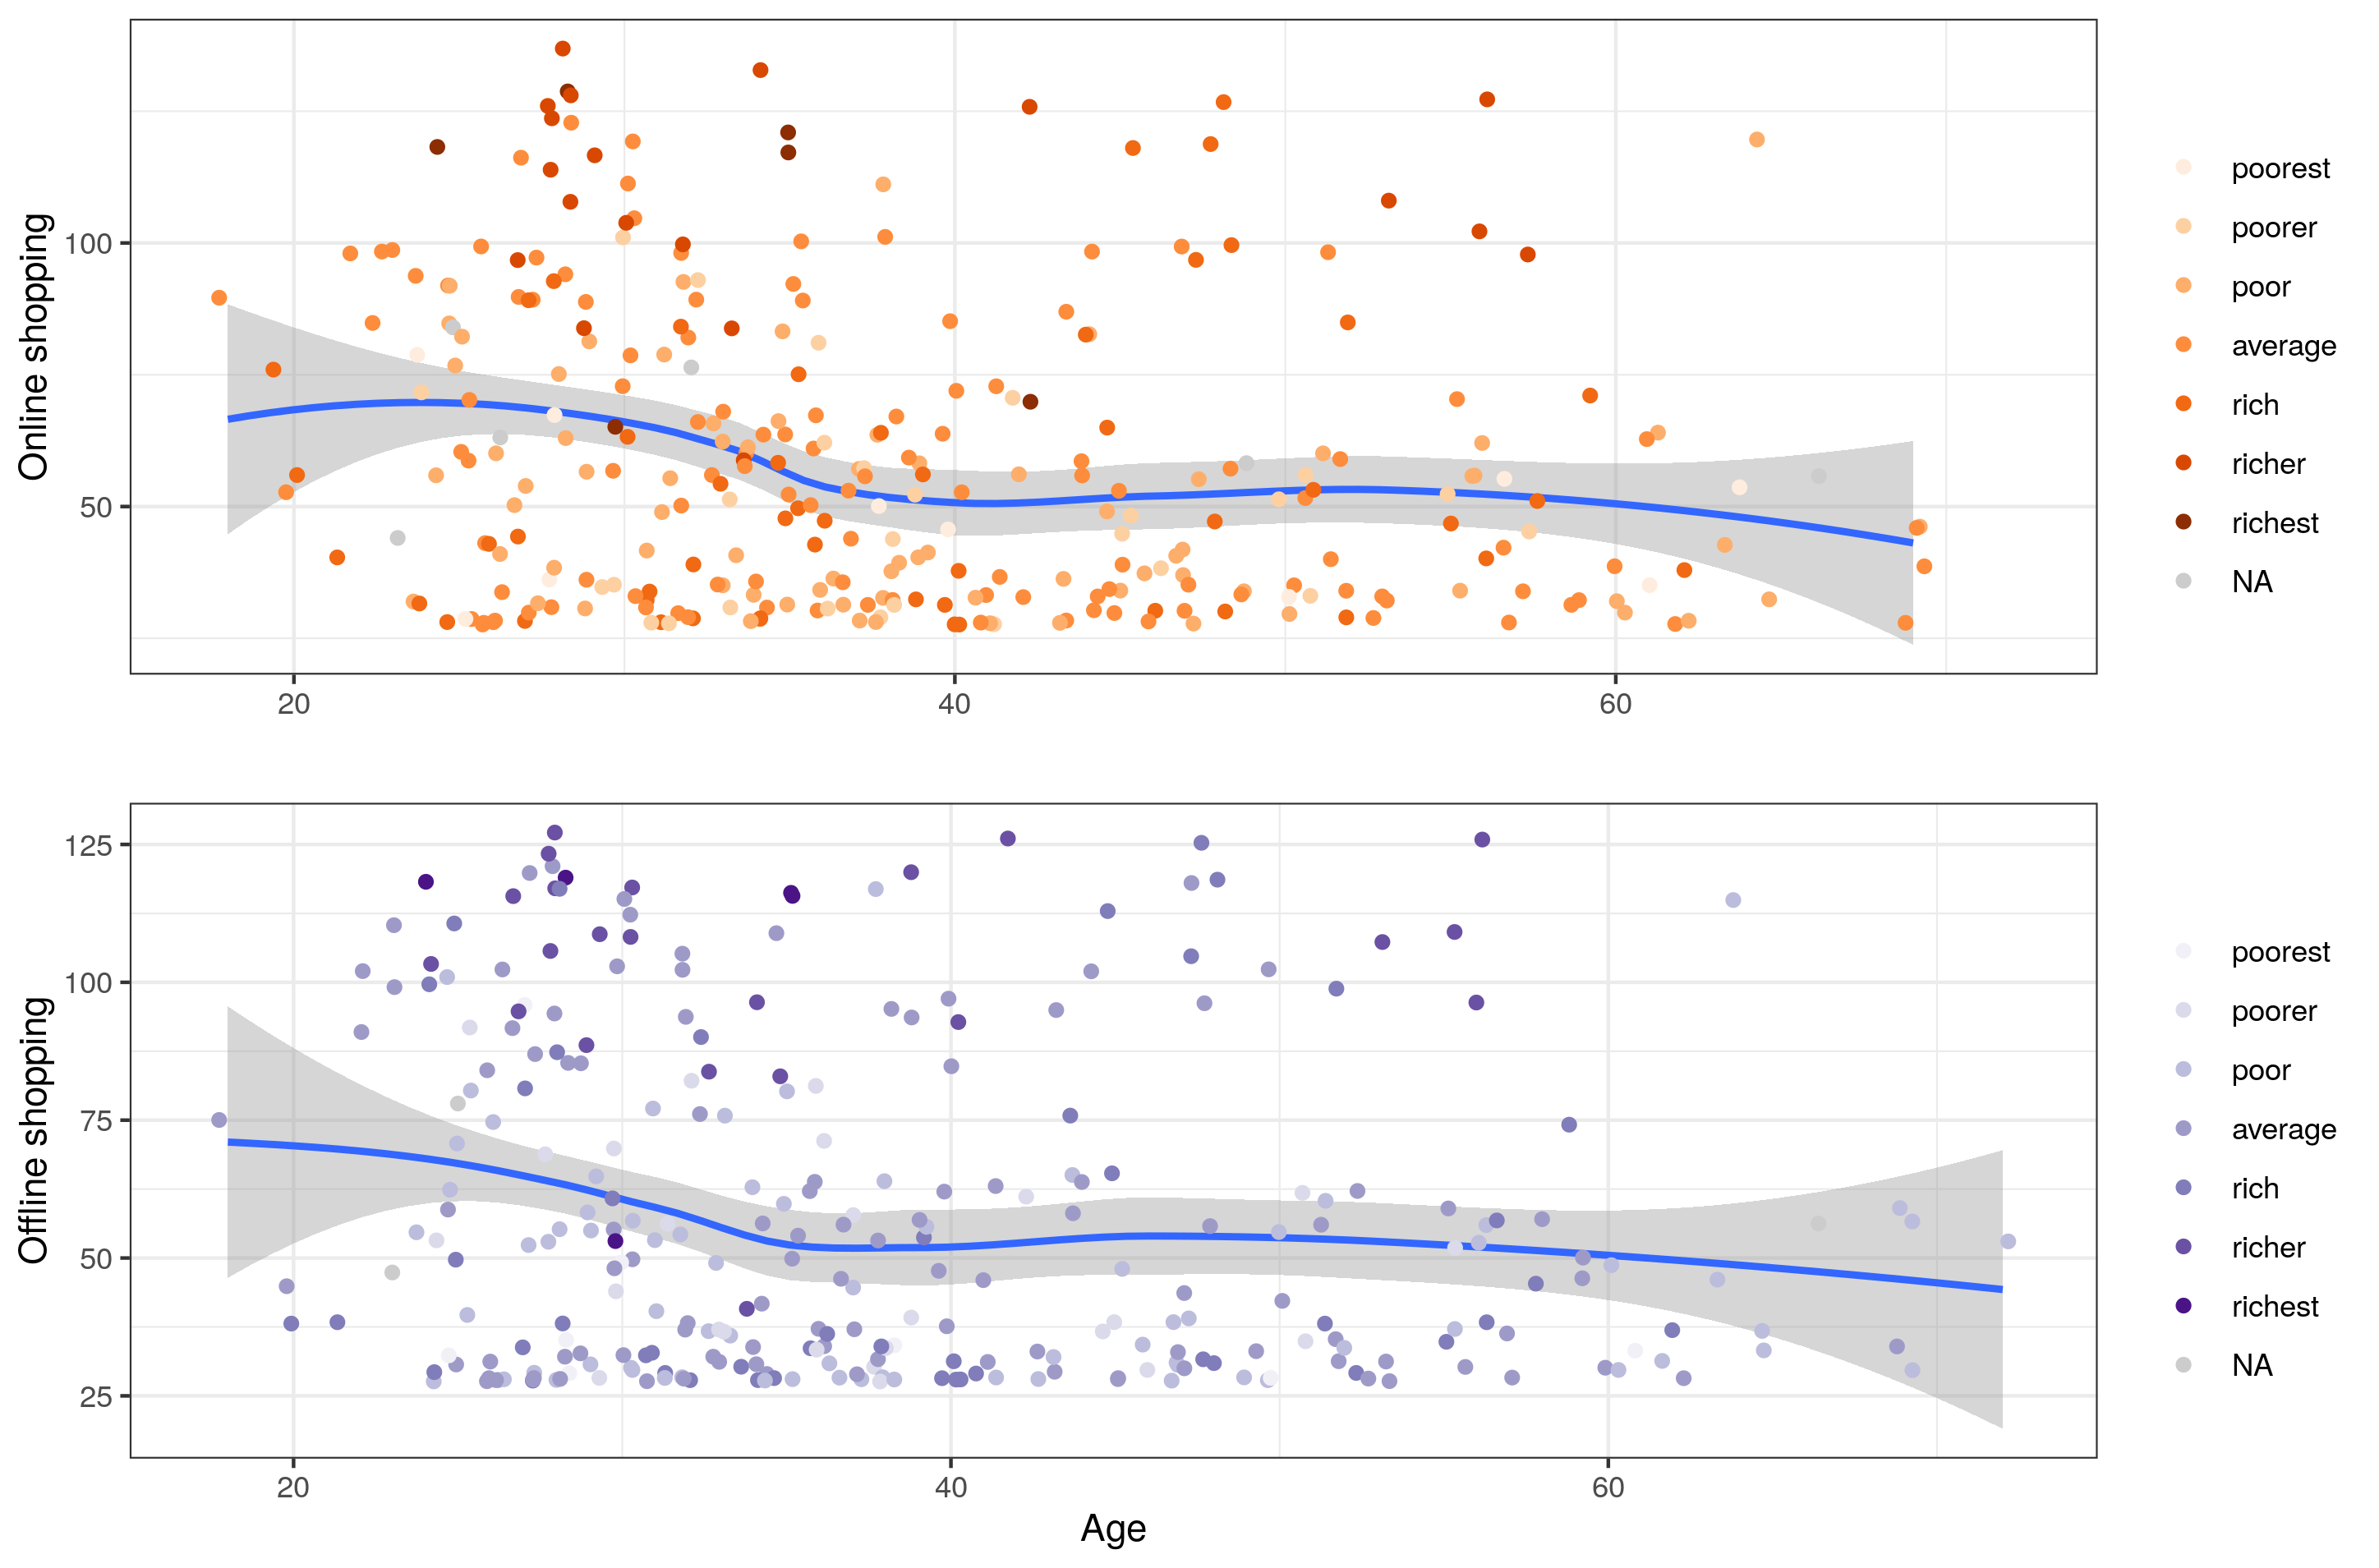 Online shopping
100
50
20
40
60
poorest
poorer
poor
average
rich
richer
richest
NA
Offline shopping
125
100
75
50
25
20
40
60
Age
poorest
poorer
poor
average
rich
richer
richest
NA